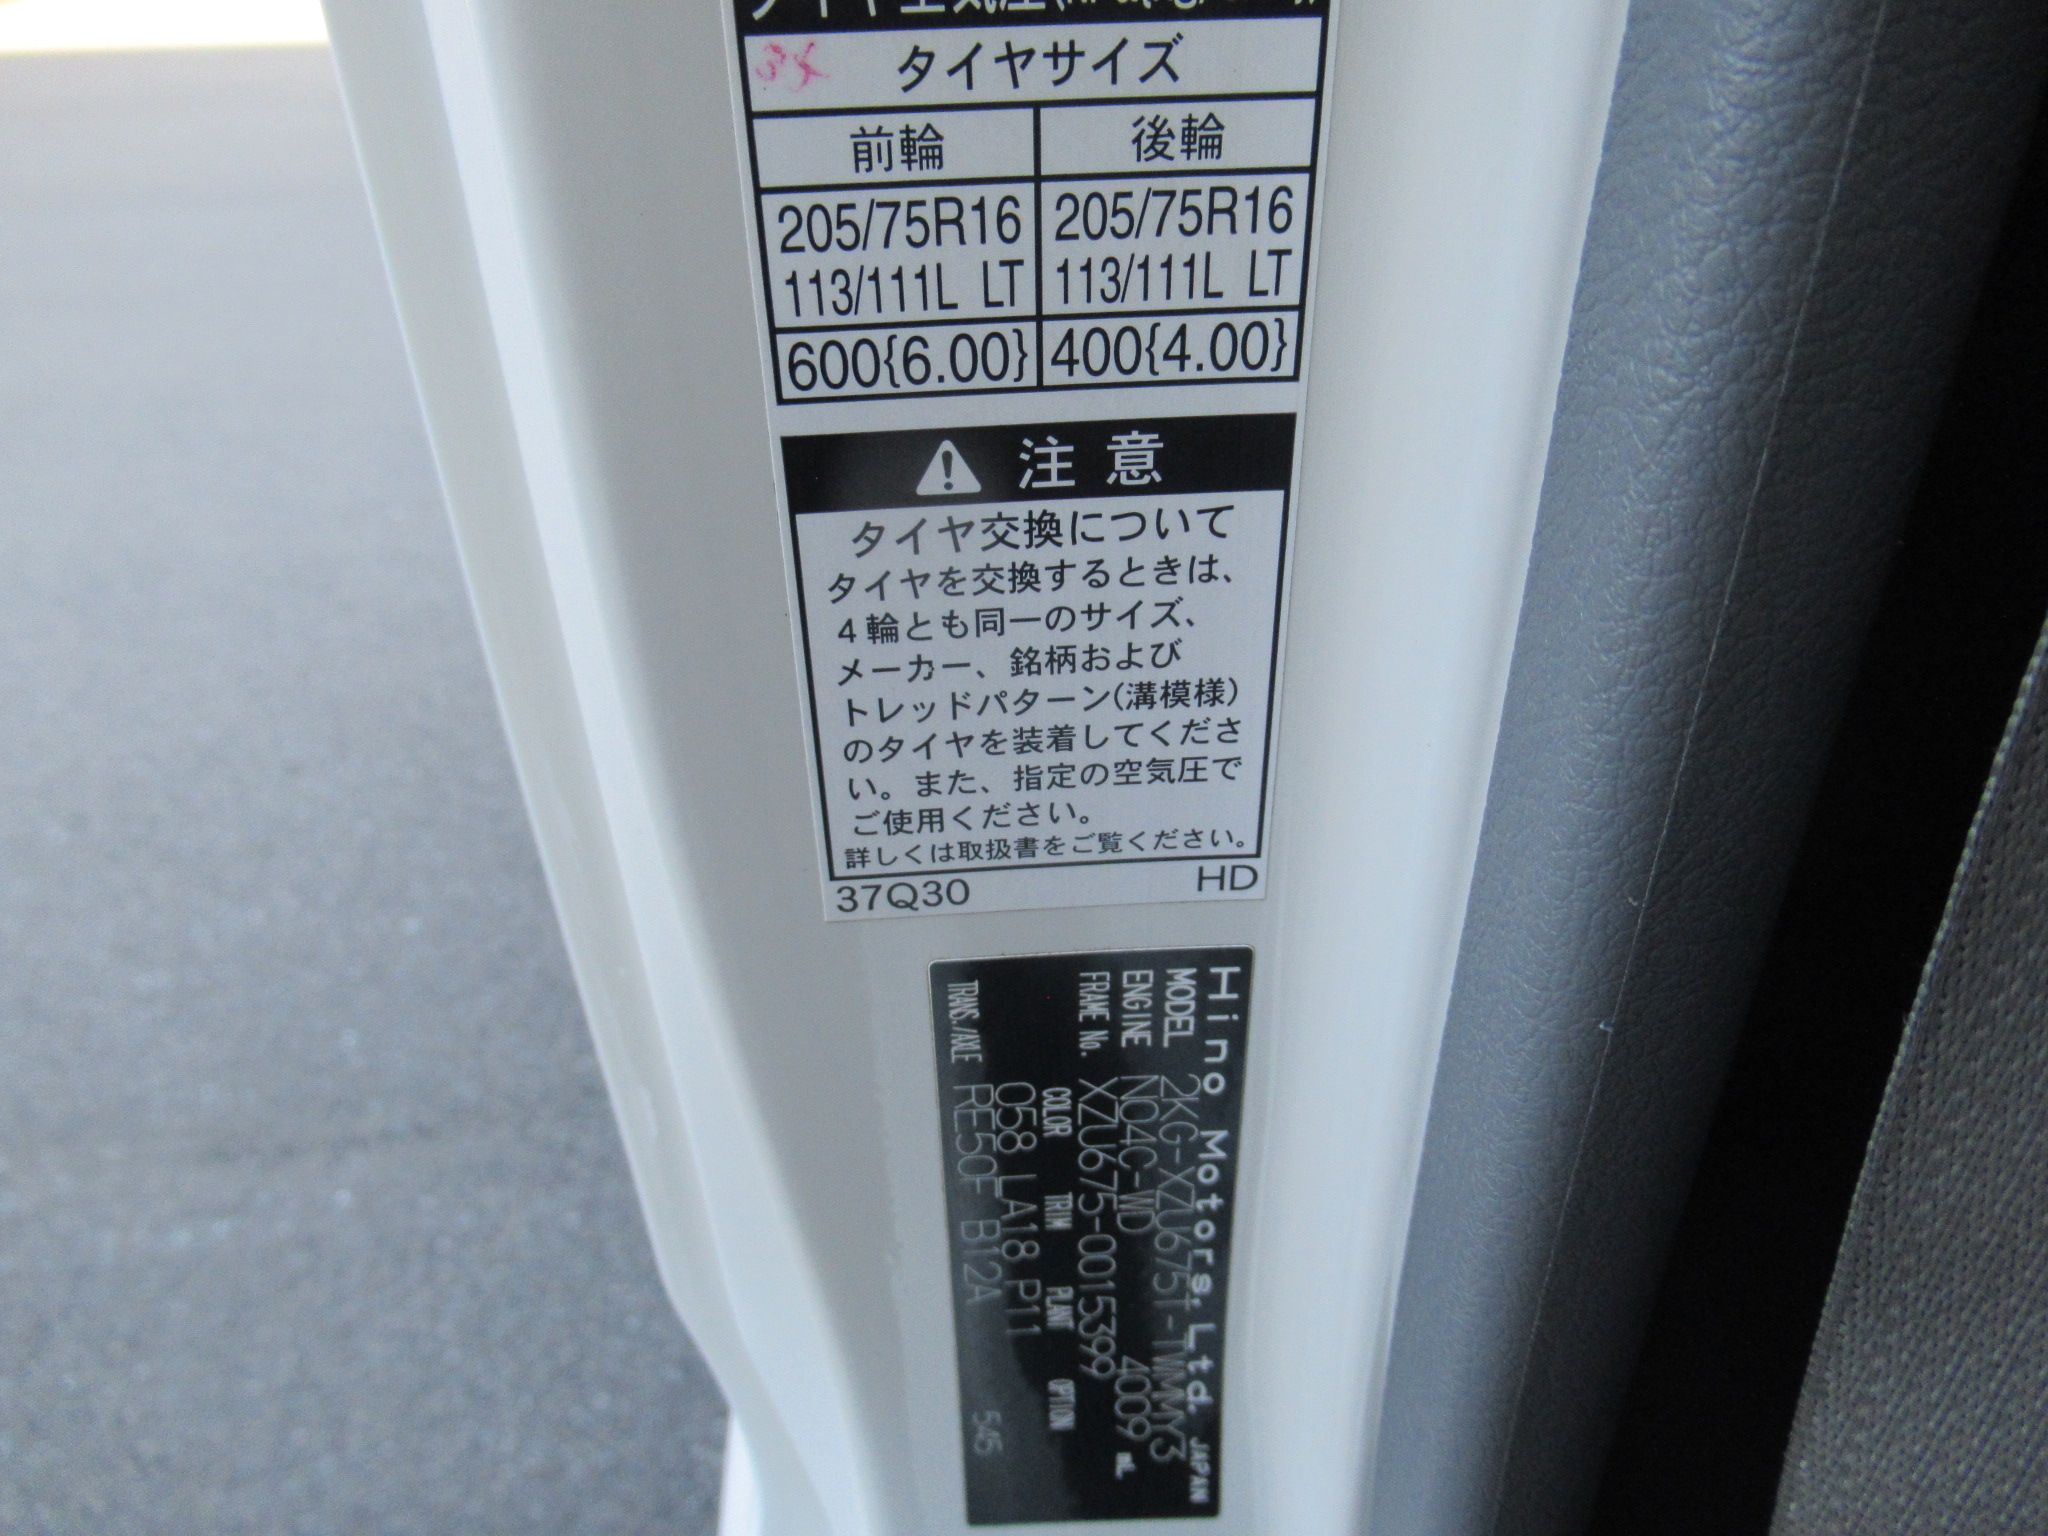 タイヤサイズ
前輪 後輪
205/75R16 205/75R16
113/111L LT 113/111L LT
600{6.00} 400{4.00}
注意
タイヤ交換について
タイヤを交換するときは、
4輪とも同一のサイズ、
メーカー、銘柄および
トレッドパターン(溝模様)
のタイヤを装着してくださ
い。また、指定の空気圧で
ご使用ください。
詳しくは取扱書をご覧ください。
37Q30 HD
Hino Motors, Ltd. JAPAN
MODEL 2KG-XZU675T-TWMMY3
ENGINE N04C-WD 4009 mL
FRAME No. XZU675-0015399
COLOR TRIM PLANT OPTION
058 LA18 P11
TRANS./AXLE RE50F B12A 545